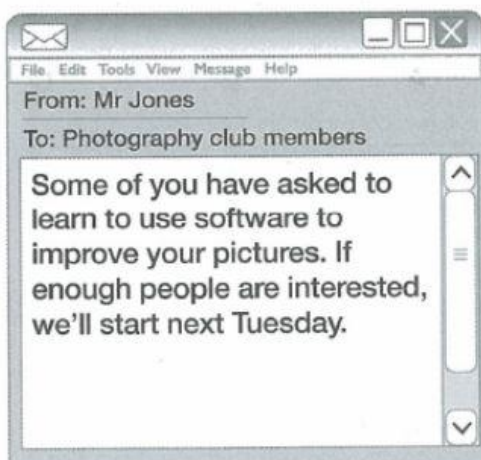 File Edit Tools View Message Help
From: Mr Jones
To: Photography club members
Some of you have asked to
learn to use software to
improve your pictures. If
enough people are interested,
we'll start next Tuesday.